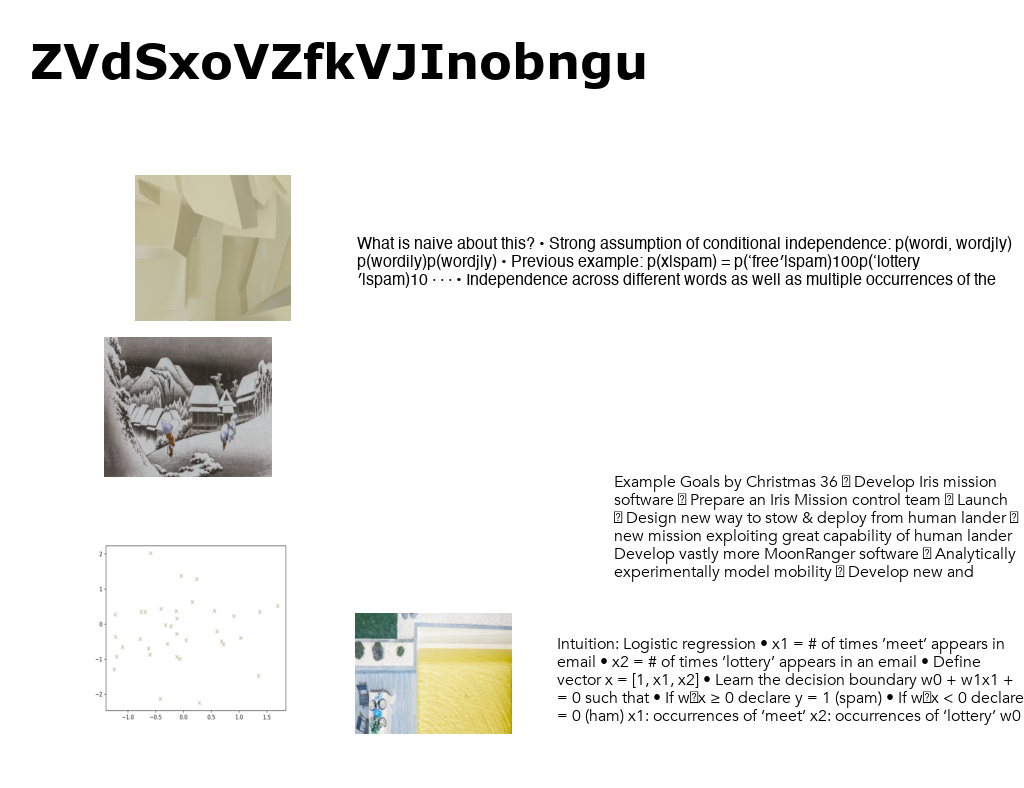 ZVdSxoVZfkVJInobngu
What is naive about this? • Strong assumption of conditional independence: p(wordi, wordjly)
p(wordily)p(wordjly) • Previous example: p(xlspam) = p(‘free′lspam)100p(‘lottery
′lspam)10 · · · • Independence across different words as well as multiple occurrences of the
Example Goals by Christmas 36 ⍰ Develop Iris mission
software ⍰ Prepare an Iris Mission control team ⍰ Launch
⍰ Design new way to stow & deploy from human lander ⍰
new mission exploiting great capability of human lander
Develop vastly more MoonRanger software ⍰ Analytically
experimentally model mobility ⍰ Develop new and
2
1
0
−1
−2
−1.0 −0.5 0.0 0.5 1.0 1.5
Intuition: Logistic regression • x1 = # of times ‘meet’ appears in
email • x2 = # of times ‘lottery’ appears in an email • Define
vector x = [1, x1, x2] • Learn the decision boundary w0 + w1x1 +
= 0 such that • If w⍰x ≥ 0 declare y = 1 (spam) • If w⍰x < 0 declare
= 0 (ham) x1: occurrences of ‘meet’ x2: occurrences of ‘lottery’ w0